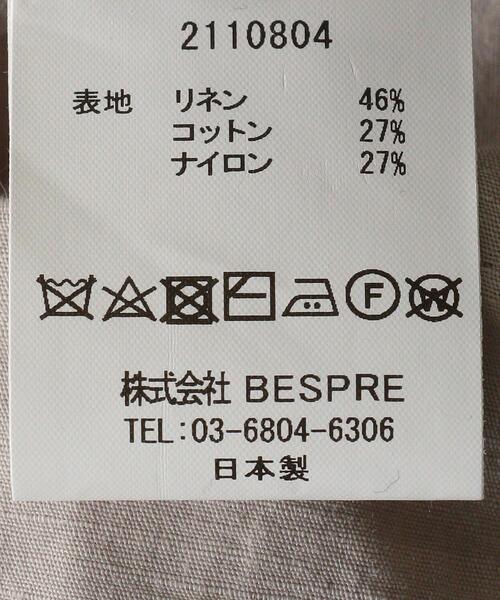 2110804
表地 リネン 46%
コットン 27%
ナイロン 27%
F W
株式会社 BESPRE
TEL:03-6804-6306
日本製